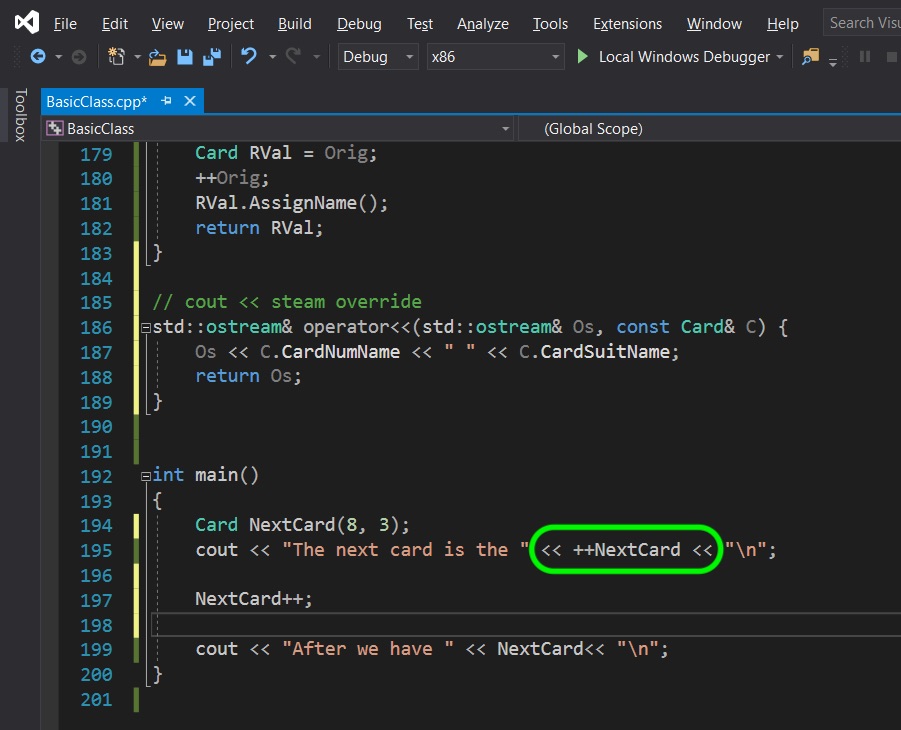 File Edit View Project Build Debug Test Analyze Tools Extensions Window Help Search Visu
Debug x86 Local Windows Debugger
Toolbox
BasicClass.cpp*
BasicClass (Global Scope)
179 Card RVal = Orig;
180 ++Orig;
181 RVal.AssignName();
182 return RVal;
183 }
184
185 // cout << steam override
186 std::ostream& operator<<(std::ostream& Os, const Card& C) {
187 Os << C.CardNumName << " " << C.CardSuitName;
188 return Os;
189 }
190
191
192 int main()
193 {
194 Card NextCard(8, 3);
195 cout << "The next card is the " << ++NextCard << "\n";
196
197 NextCard++;
198
199 cout << "After we have " << NextCard<< "\n";
200 }
201